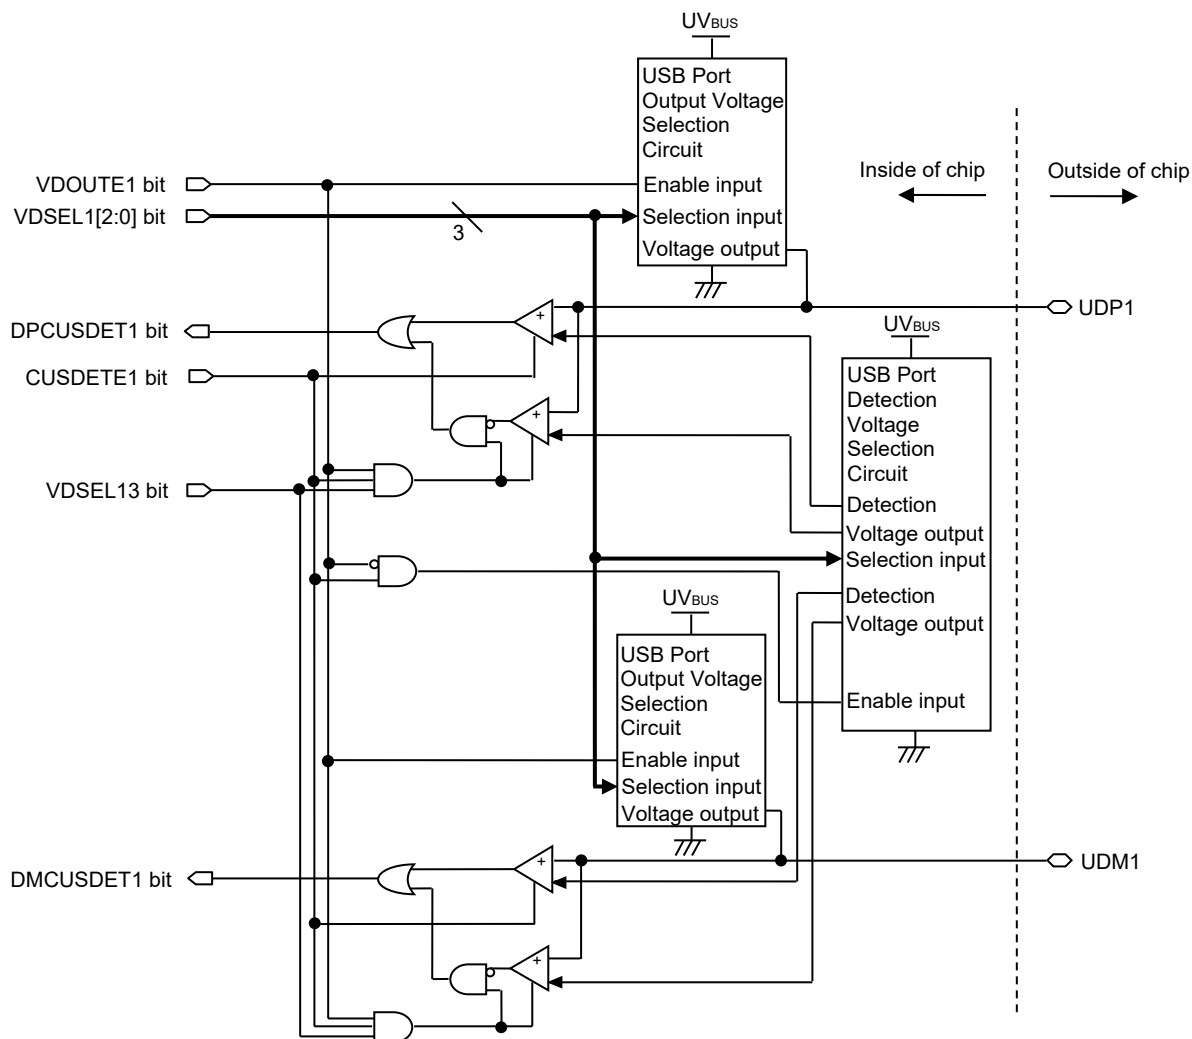 UVBUS
USB Port
Output Voltage
Selection
Circuit
Enable input
Selection input
Voltage output
Inside of chip
Outside of chip
VDOUTE1 bit
VDSEL1[2:0] bit
3
DPCUSDET1 bit
+
UDP1
CUSDETE1 bit
+
VDSEL13 bit
UVBUS
USB Port
Detection
Voltage
Selection
Circuit
Detection
Voltage output
Selection input
Detection
Voltage output
Enable input
UVBUS
USB Port
Output Voltage
Selection
Circuit
Enable input
Selection input
Voltage output
DMCUSDET1 bit
+
UDM1
+